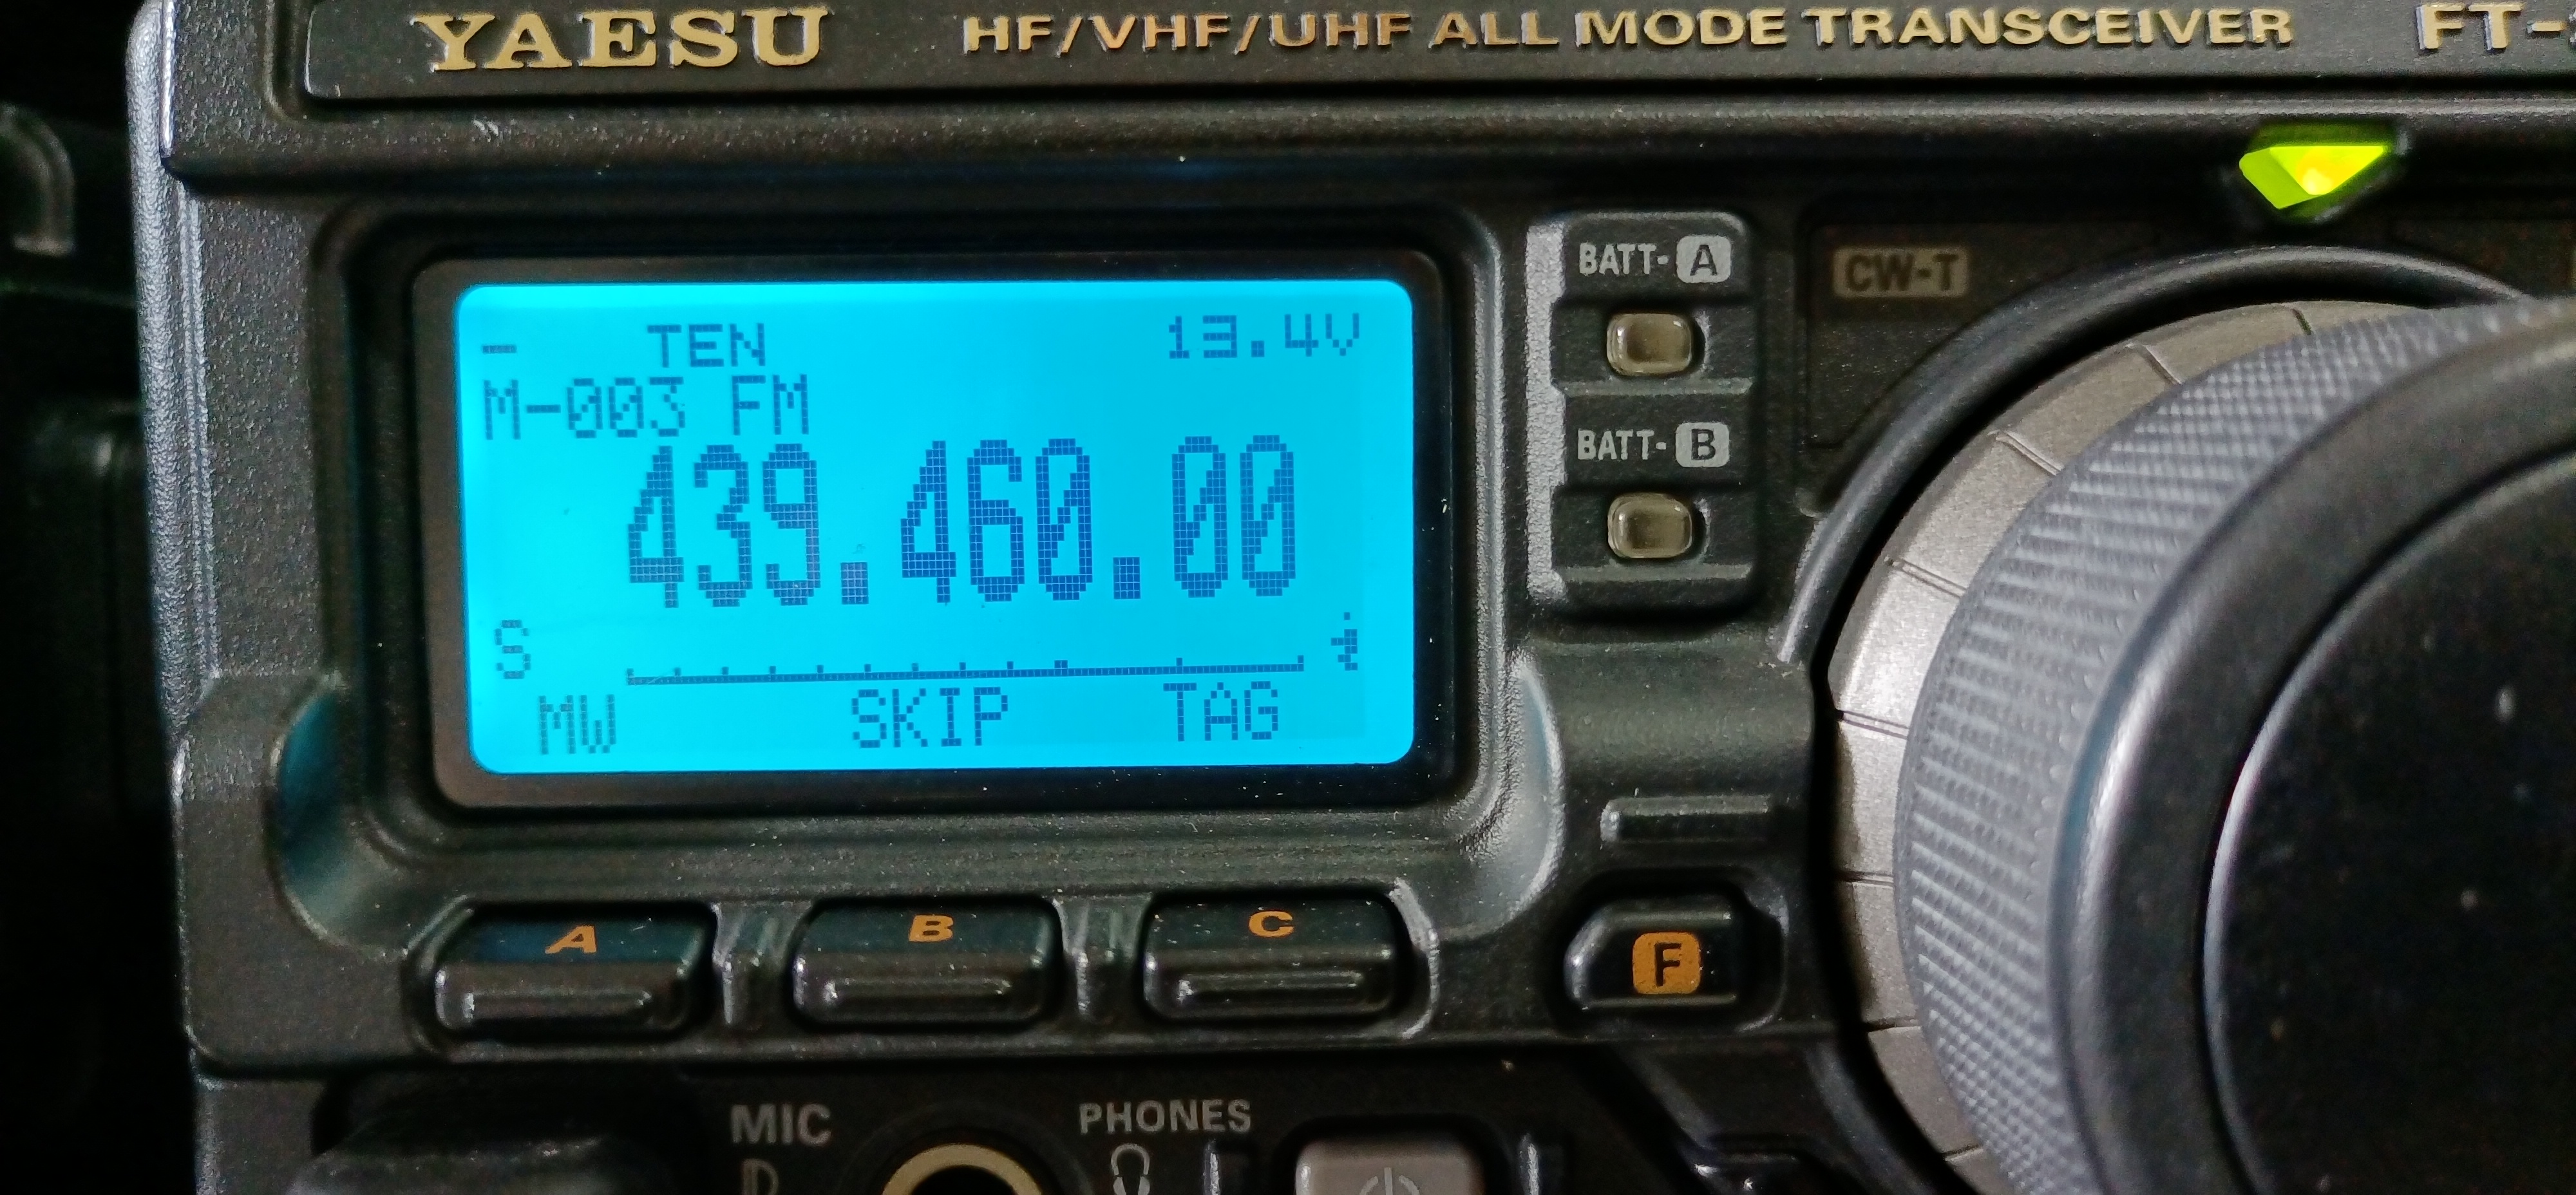 YAESU HF/VHF/UHF ALL MODE TRANSCEIVER FT-
BATT-A
CW-T
- TEN 13.4V
M-003 FM
439.460.00
BATT-B
S
MW SKIP TAG
A B C
F
MIC PHONES